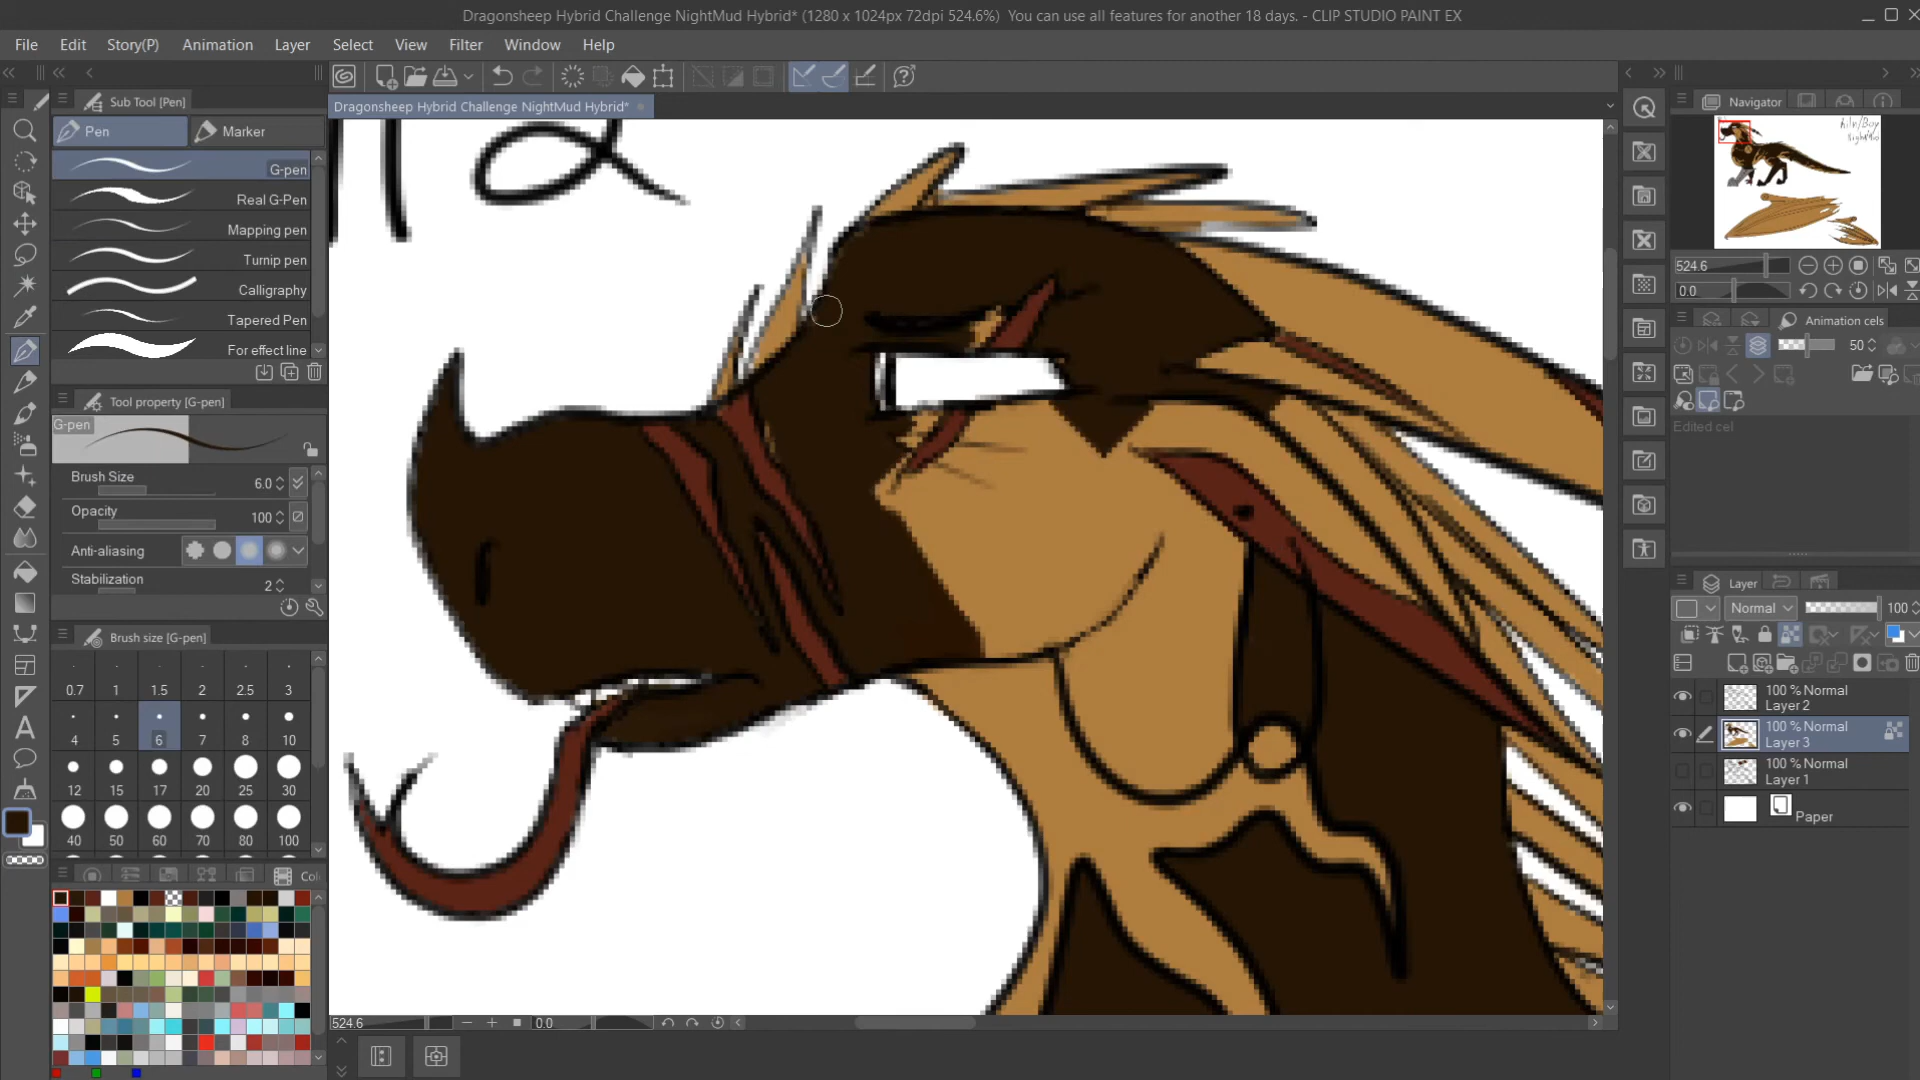 Dragonsheep Hybrid Challenge NightMud Hybrid* (1280 x 1024px 72dpi 524.6%)  You can use all features for another 18 days. - CLIP STUDIO PAINT EX
File Edit Story(P) Animation Layer Select View Filter Window Help
Sub Tool [Pen]
Pen Marker
G-pen
Real G-Pen
Mapping pen
Turnip pen
Calligraphy
Tapered Pen
For effect line
Tool property [G-pen]
G-pen
Brush Size 6.0
Opacity 100
Anti-aliasing
Stabilization 2
Brush size [G-pen]
0.7 1 1.5 2 2.5 3
4 5 6 7 8 10
12 15 17 20 25 30
40 50 60 70 80 100
Dragonsheep Hybrid Challenge NightMud Hybrid*
524.6 0.0
Navigator
524.6
0.0
Animation cels
50
Edited cel
Layer
Normal 100
100 % Normal
Layer 2
100 % Normal
Layer 3
100 % Normal
Layer 1
Paper